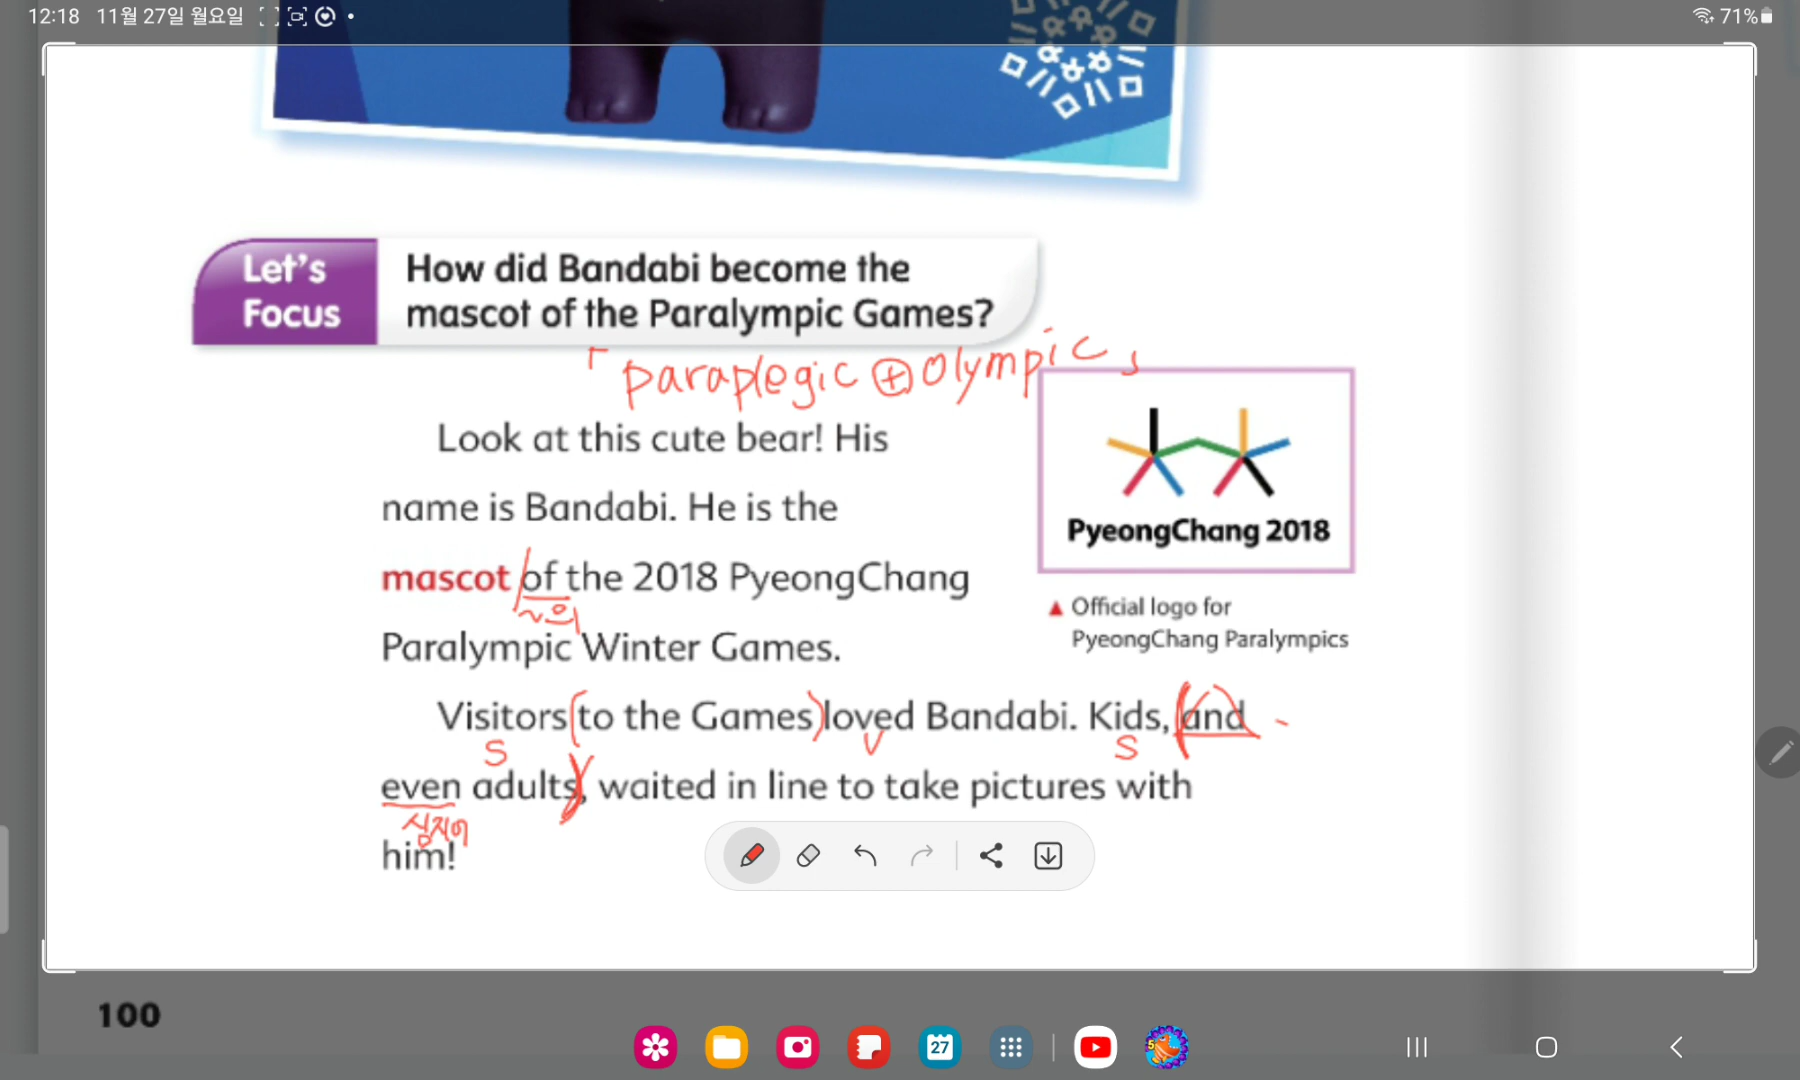 12:18 11월 27일 월요일
71%
Let's
Focus
How did Bandabi become the
mascot of the Paralympic Games?
「paraplegic ⊕ olympic」
Look at this cute bear! His
name is Bandabi. He is the
mascot of the 2018 PyeongChang
~의
Paralympic Winter Games.
PyeongChang 2018
▲ Official logo for
PyeongChang Paralympics
Visitors (to the Games) loved Bandabi. Kids, (and
S V S
even adults), waited in line to take pictures with
심지어
him!
100
27
5